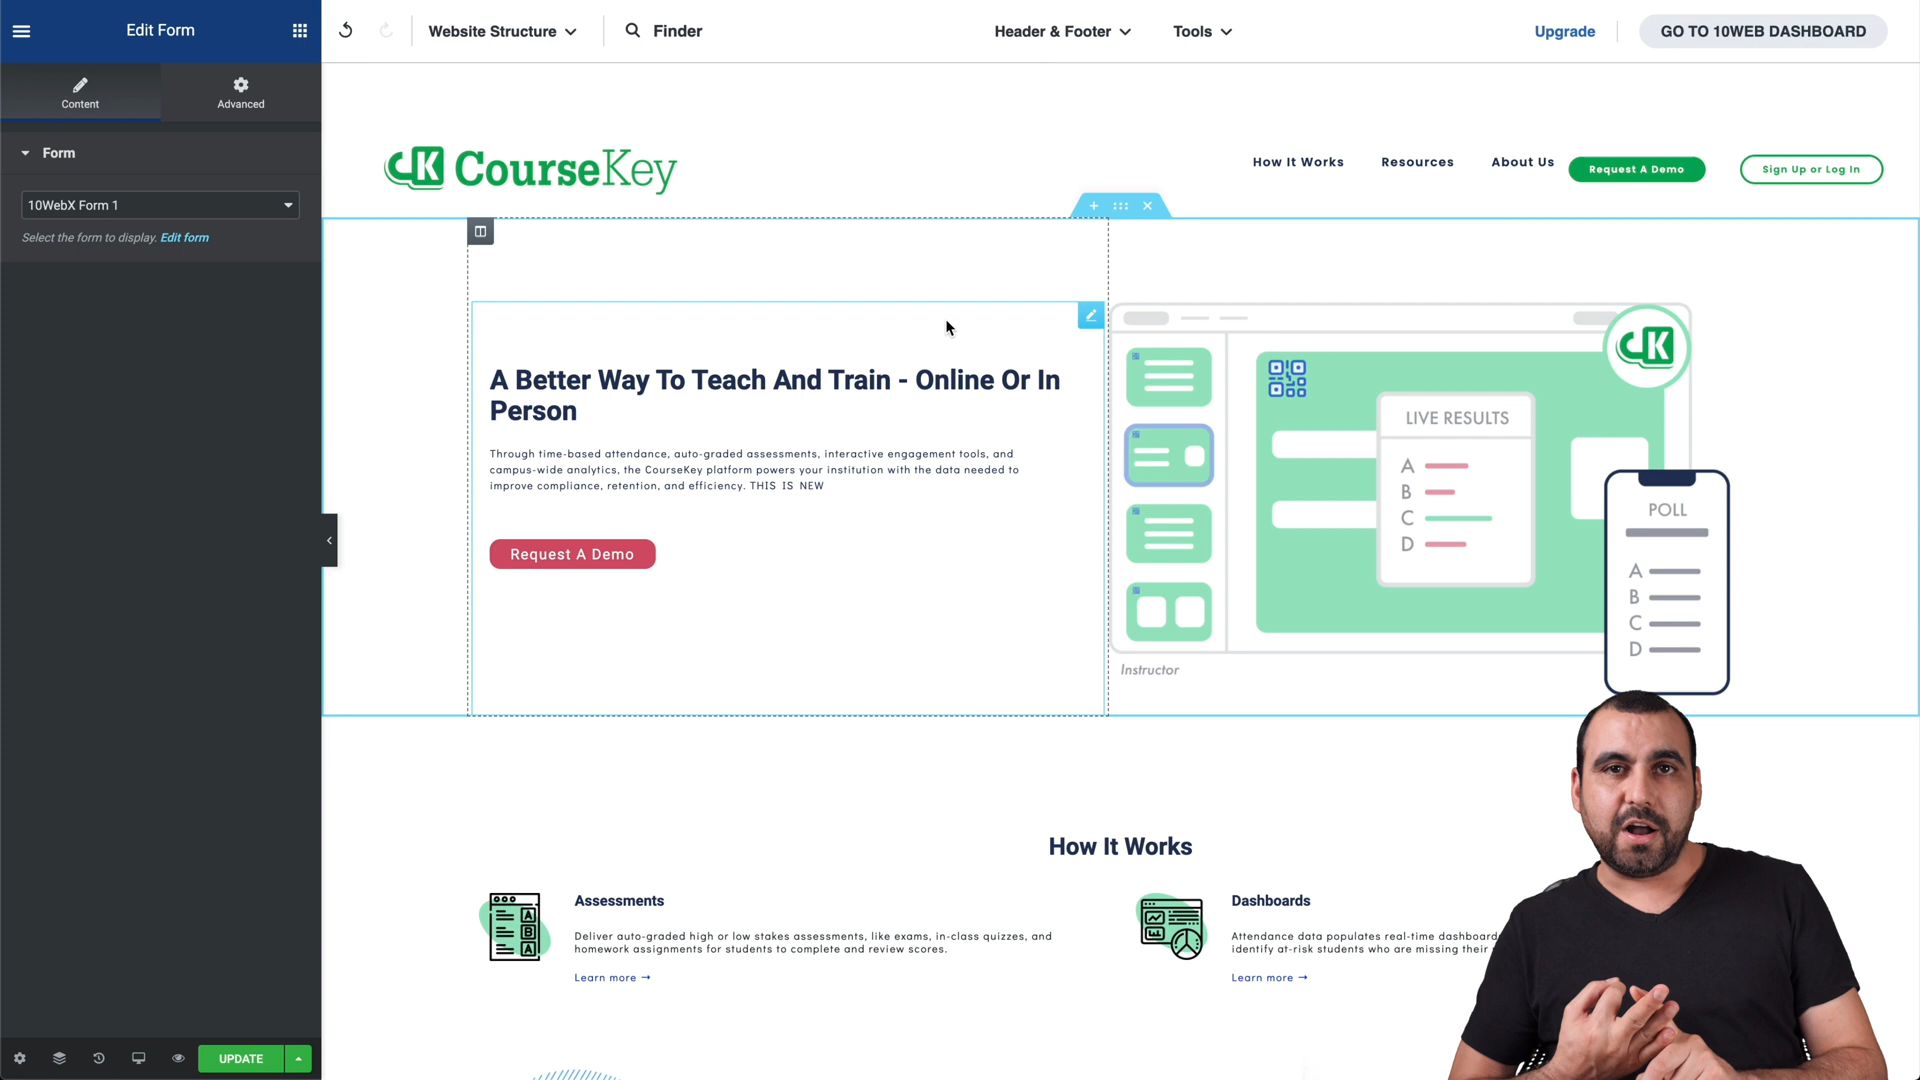 Edit Form
Website Structure
Finder
Header & Footer
Tools
Upgrade
GO TO 10WEB DASHBOARD
Content
Advanced
Form
10WebX Form 1
Select the form to display. Edit form
CK CourseKey
How It Works
Resources
About Us
Request A Demo
Sign Up or Log In
A Better Way To Teach And Train - Online Or In
Person
Through time-based attendance, auto-graded assessments, interactive engagement tools, and
campus-wide analytics, the CourseKey platform powers your institution with the data needed to
improve compliance, retention, and efficiency. THIS IS NEW
Request A Demo
CK
LIVE RESULTS
A
B
C
D
POLL
A
B
C
D
Instructor
How It Works
Assessments
Deliver auto-graded high or low stakes assessments, like exams, in-class quizzes, and
homework assignments for students to complete and review scores.
Learn more →
Dashboards
Attendance data populates real-time dashboard
identify at-risk students who are missing their
Learn more →
A
B
A
UPDATE